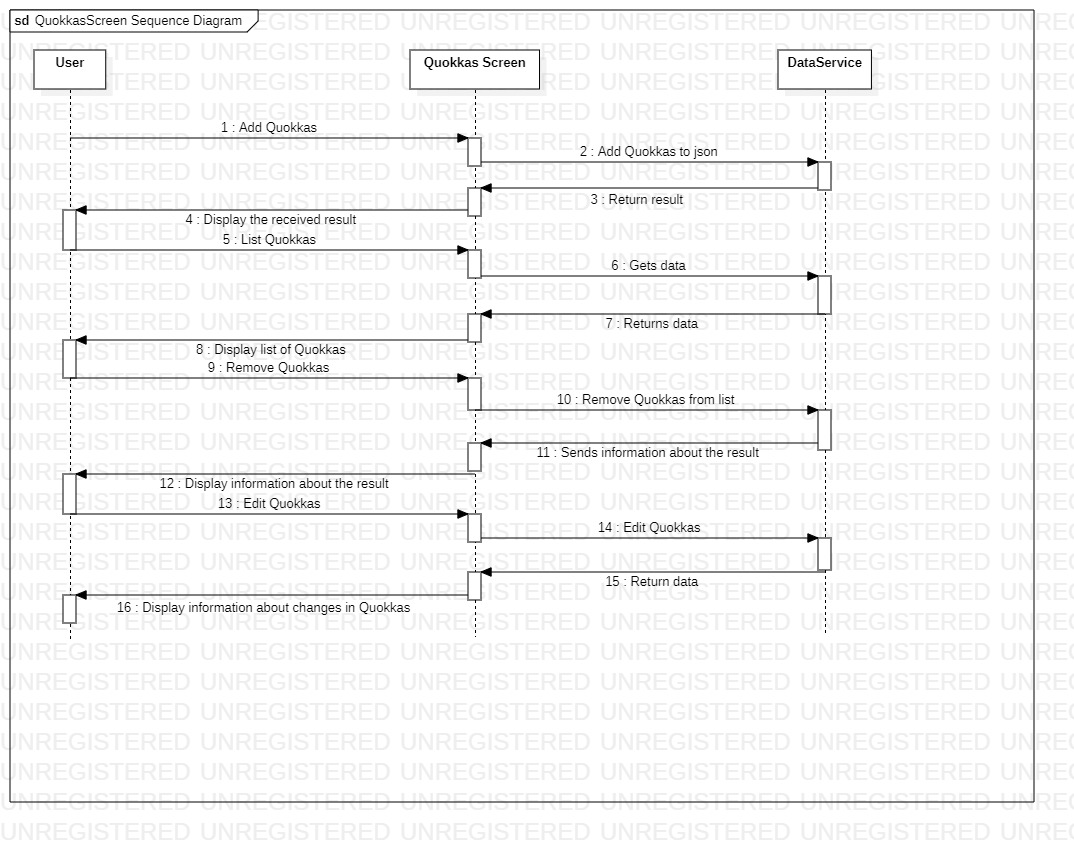 sd QuokkasScreen Sequence Diagram
User
Quokkas Screen
DataService
1 : Add Quokkas
2 : Add Quokkas to json
3 : Return result
4 : Display the received result
5 : List Quokkas
6 : Gets data
7 : Returns data
8 : Display list of Quokkas
9 : Remove Quokkas
10 : Remove Quokkas from list
11 : Sends information about the result
12 : Display information about the result
13 : Edit Quokkas
14 : Edit Quokkas
15 : Return data
16 : Display information about changes in Quokkas
UNREGISTERED UNREGISTERED UNREGISTERED UNREGISTERED UNREGISTERED